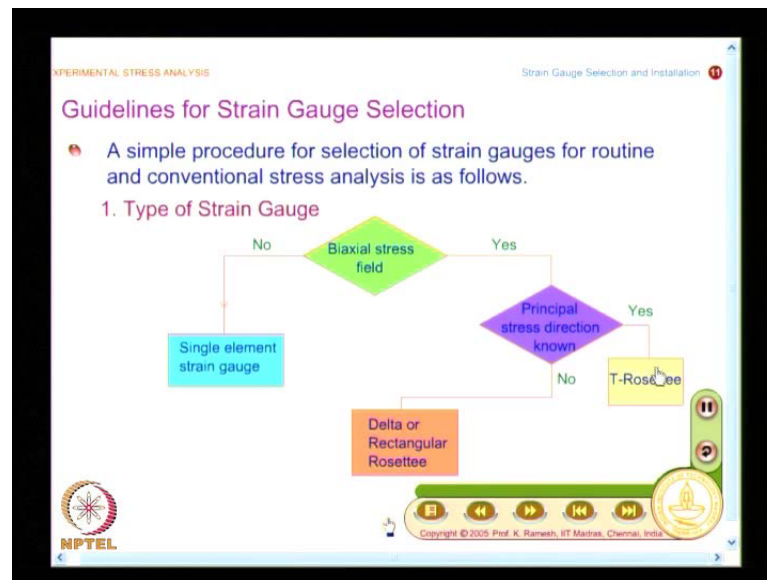 XPERIMENTAL STRESS ANALYSIS
Strain Gauge Selection and Installation 11
Guidelines for Strain Gauge Selection
A simple procedure for selection of strain gauges for routine
and conventional stress analysis is as follows.
1. Type of Strain Gauge
No
Biaxial stress
field
Yes
Principal
stress direction
known
Yes
Single element
strain gauge
No
T-Rosettee
Delta or
Rectangular
Rosettee
NPTEL
Copyright © 2005 Prof. K. Ramesh, IIT Madras, Chennai, India